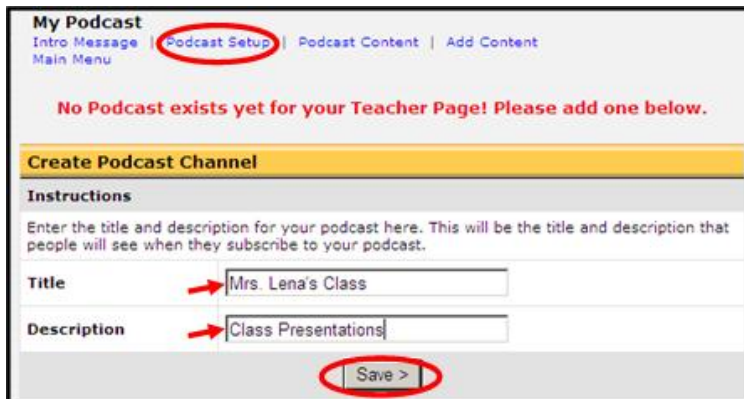 My Podcast
Intro Message | Podcast Setup | Podcast Content | Add Content
Main Menu
No Podcast exists yet for your Teacher Page! Please add one below.
Create Podcast Channel
Instructions
Enter the title and description for your podcast here. This will be the title and description that
people will see when they subscribe to your podcast.
Title Mrs. Lena's Class
Description Class Presentations
Save >